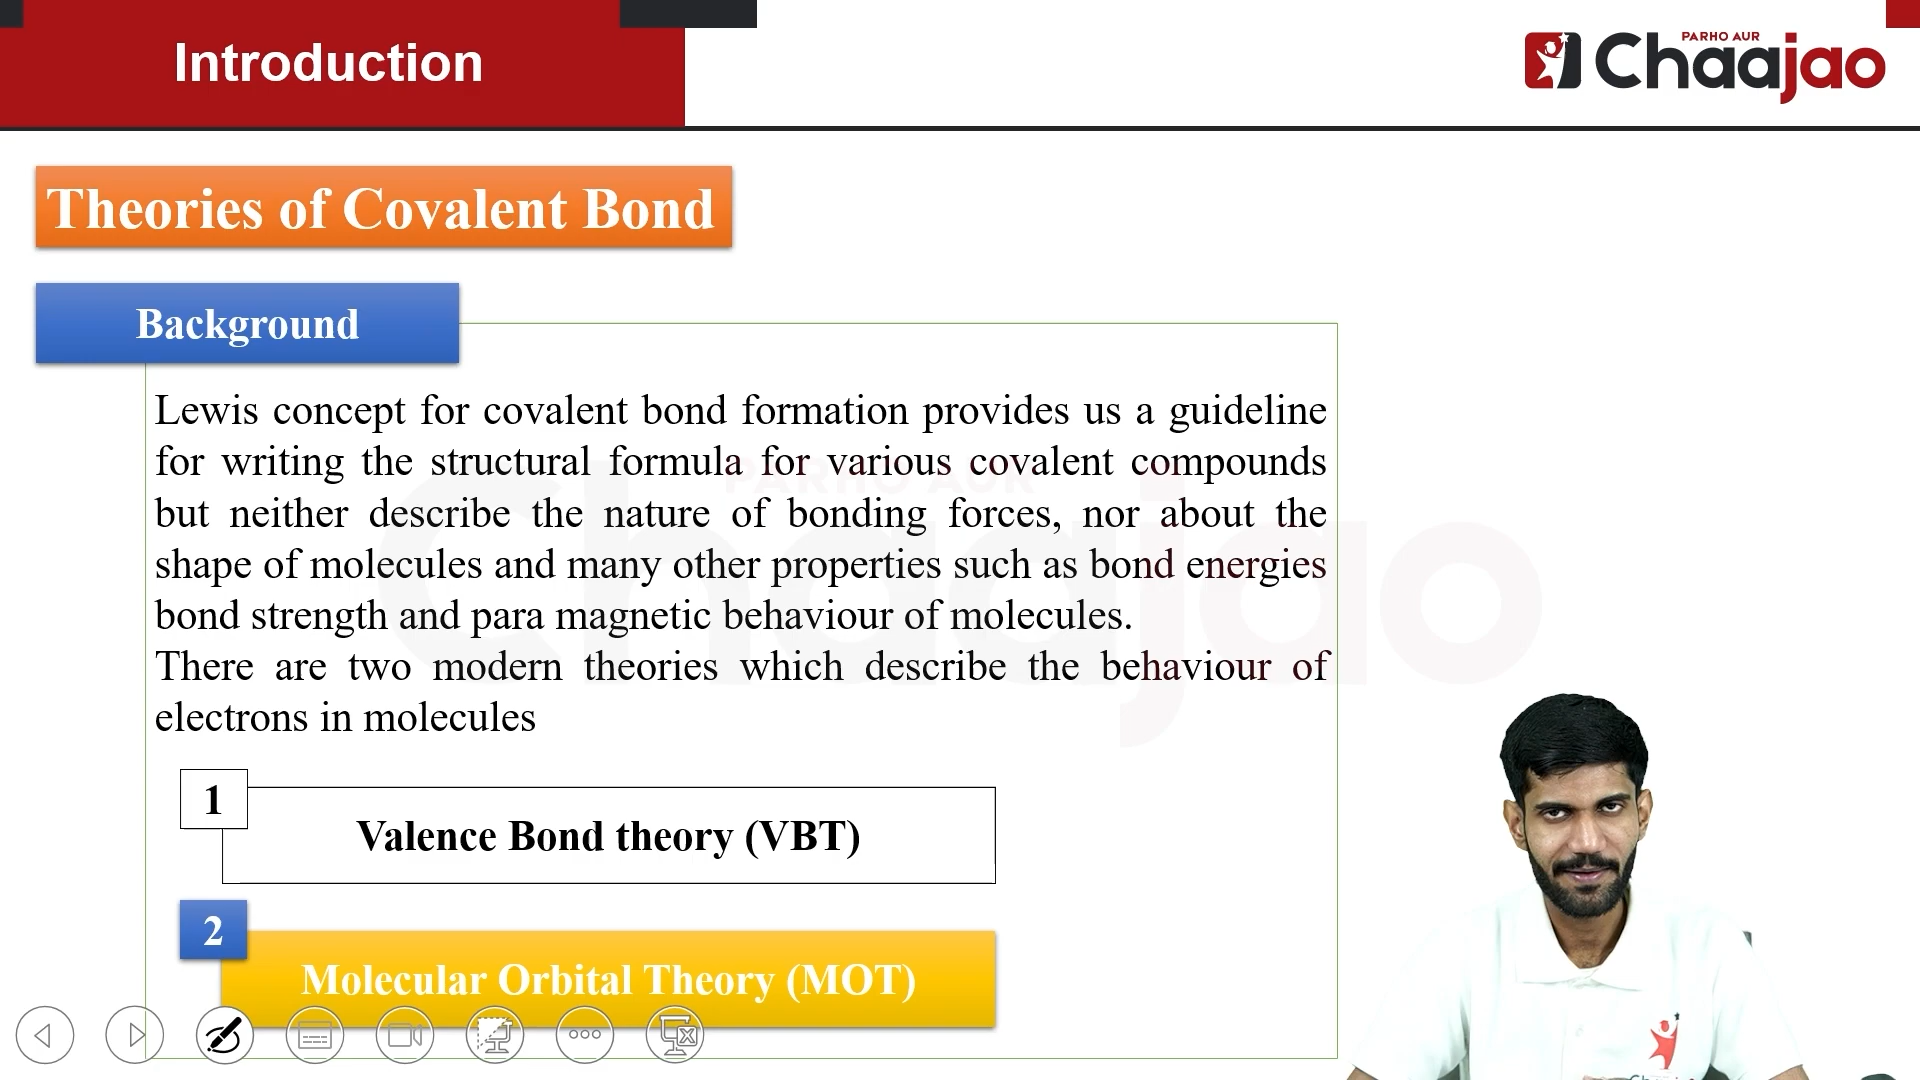 Introduction
PARHO AUR
Chaajao
Theories of Covalent Bond
Background
Lewis concept for covalent bond formation provides us a guideline
for writing the structural formula for various covalent compounds
but neither describe the nature of bonding forces, nor about the
shape of molecules and many other properties such as bond energies
bond strength and para magnetic behaviour of molecules.
There are two modern theories which describe the behaviour of
electrons in molecules
PARHO AUR
Chaajao
1
Valence Bond theory (VBT)
2
Molecular Orbital Theory (MOT)